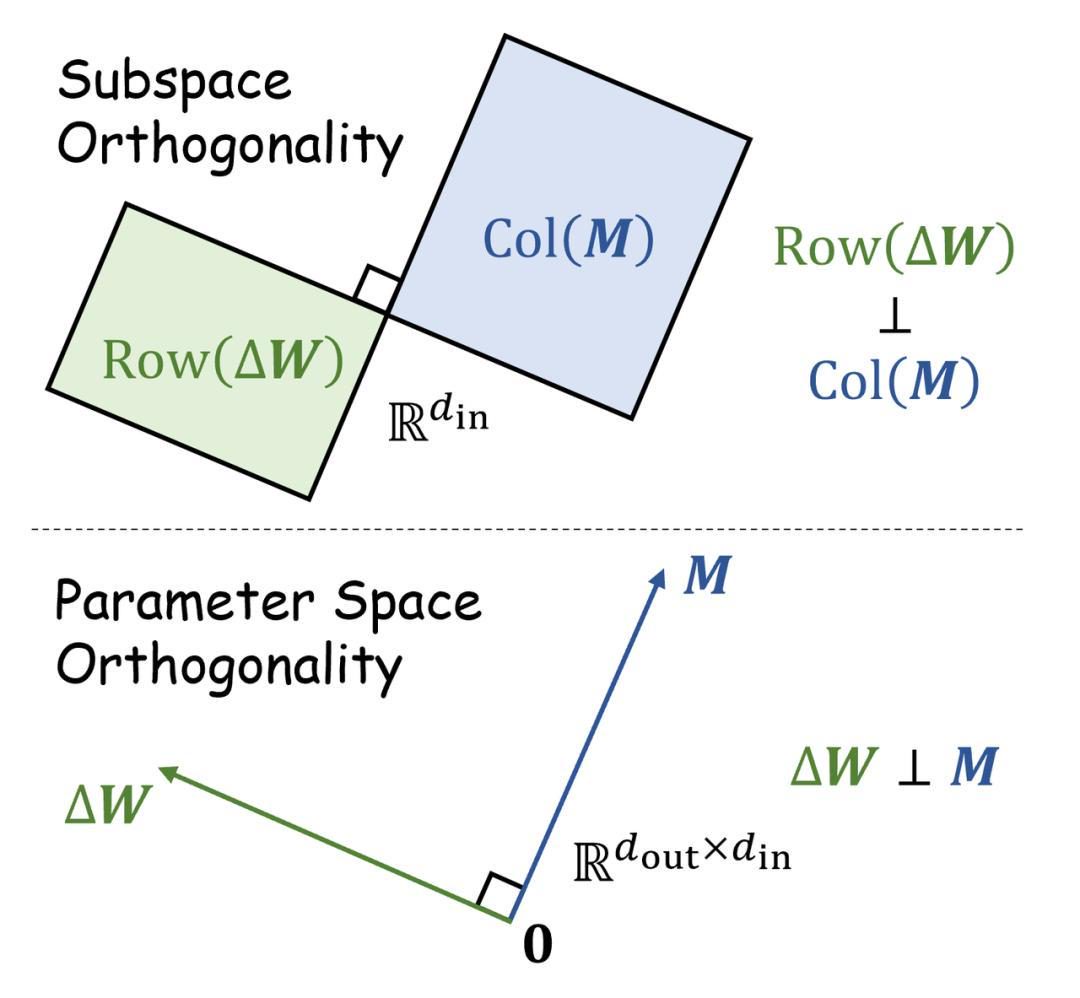 Subspace
Orthogonality
Col(M)
Row(ΔW)
Row(ΔW)
⊥
Col(M)
ℝ^{d_in}
Parameter Space
Orthogonality
M
ΔW
ΔW ⊥ M
ℝ^{d_out×d_in}
0